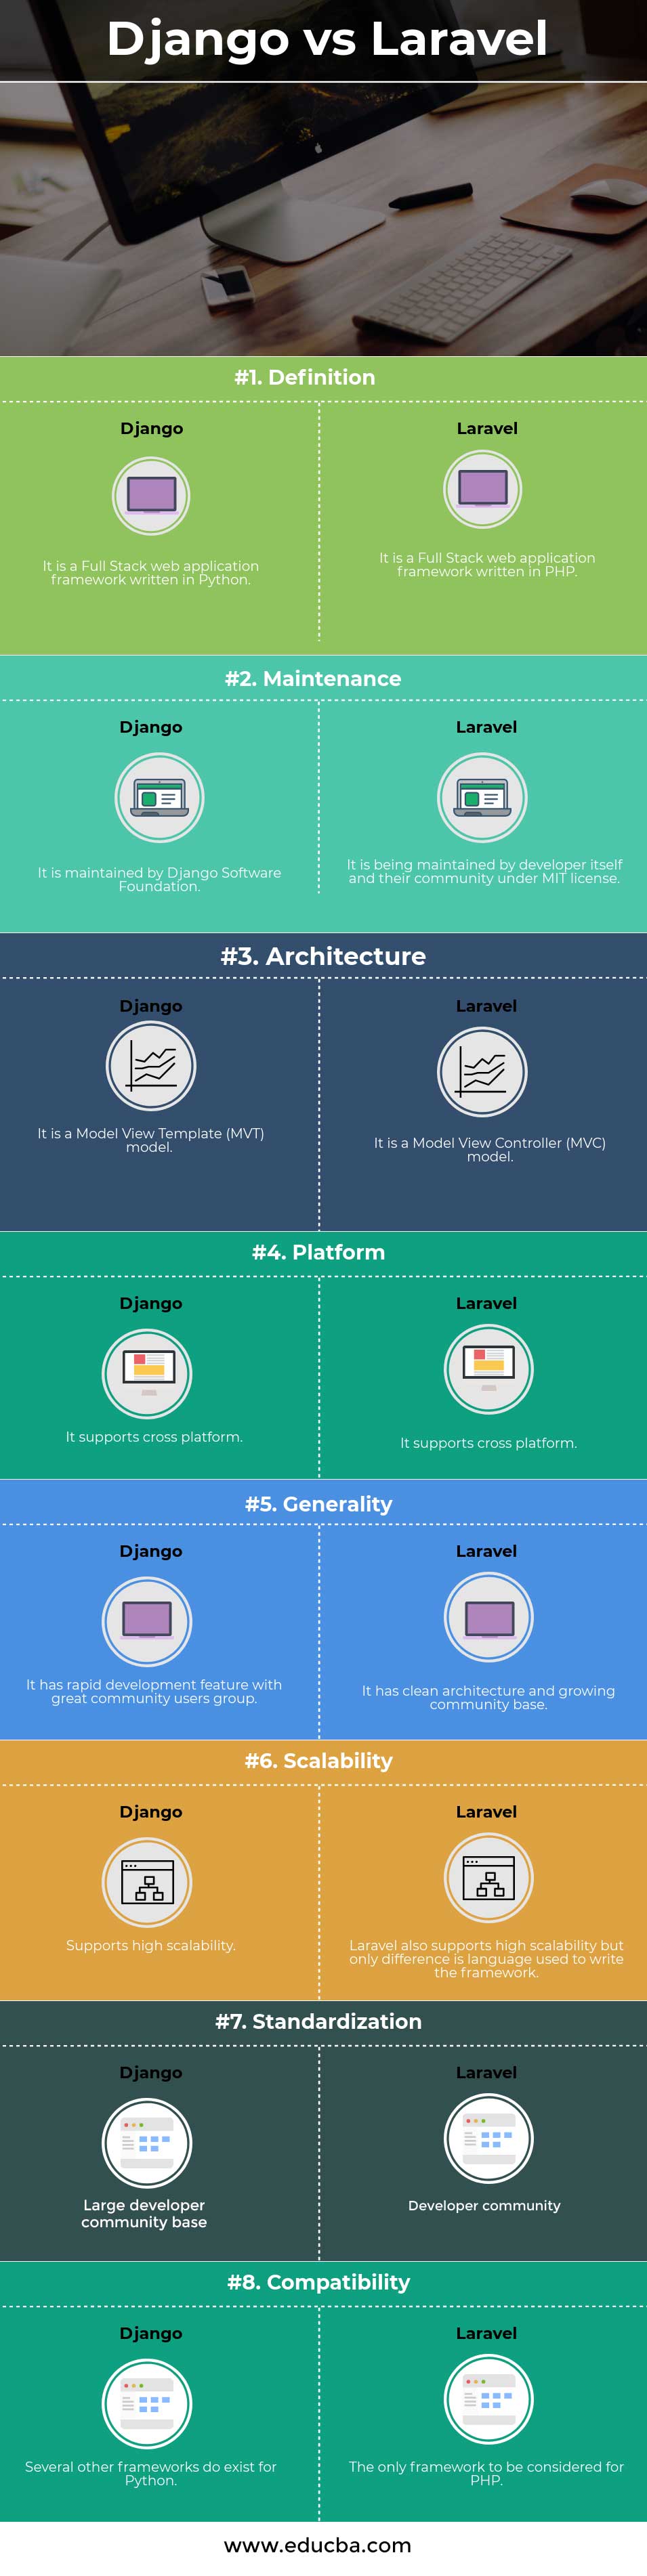 Django vs Laravel
#1. Definition
Django
Laravel
It is a Full Stack web application
framework written in Python.
It is a Full Stack web application
framework written in PHP.
#2. Maintenance
Django
Laravel
It is maintained by Django Software
Foundation.
It is being maintained by developer itself
and their community under MIT license.
#3. Architecture
Django
Laravel
It is a Model View Template (MVT)
model.
It is a Model View Controller (MVC)
model.
#4. Platform
Django
Laravel
It supports cross platform.
It supports cross platform.
#5. Generality
Django
Laravel
It has rapid development feature with
great community users group.
It has clean architecture and growing
community base.
#6. Scalability
Django
Laravel
Supports high scalability.
Laravel also supports high scalability but
only difference is language used to write
the framework.
#7. Standardization
Django
Laravel
Large developer
community base
Developer community
#8. Compatibility
Django
Laravel
Several other frameworks do exist for
Python.
The only framework to be considered for
PHP.
www.educba.com